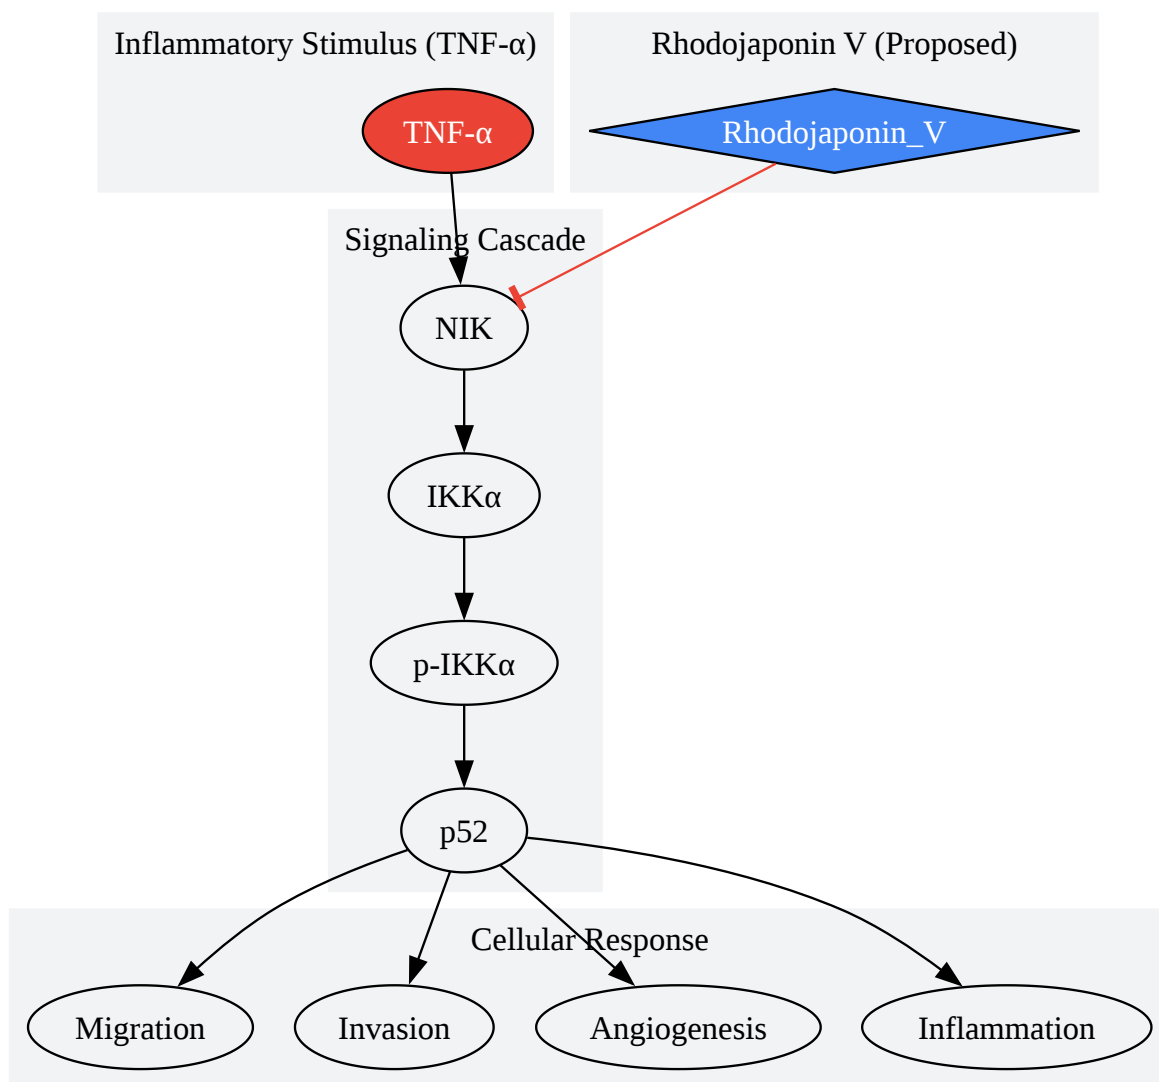 Inflammatory Stimulus (TNF-α)
Rhodojaponin V (Proposed)
TNF-α
Rhodojaponin_V
Signaling Cascade
NIK
IKKα
p-IKKα
p52
Cellular Response
Migration
Invasion
Angiogenesis
Inflammation